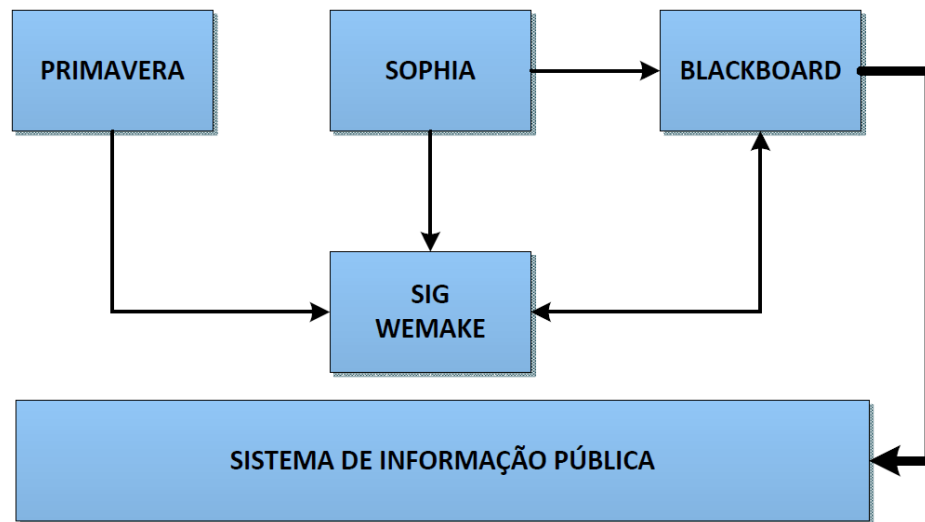 PRIMAVERA
SOPHIA
BLACKBOARD
SIG
WEMAKE
SISTEMA DE INFORMAÇÃO PÚBLICA